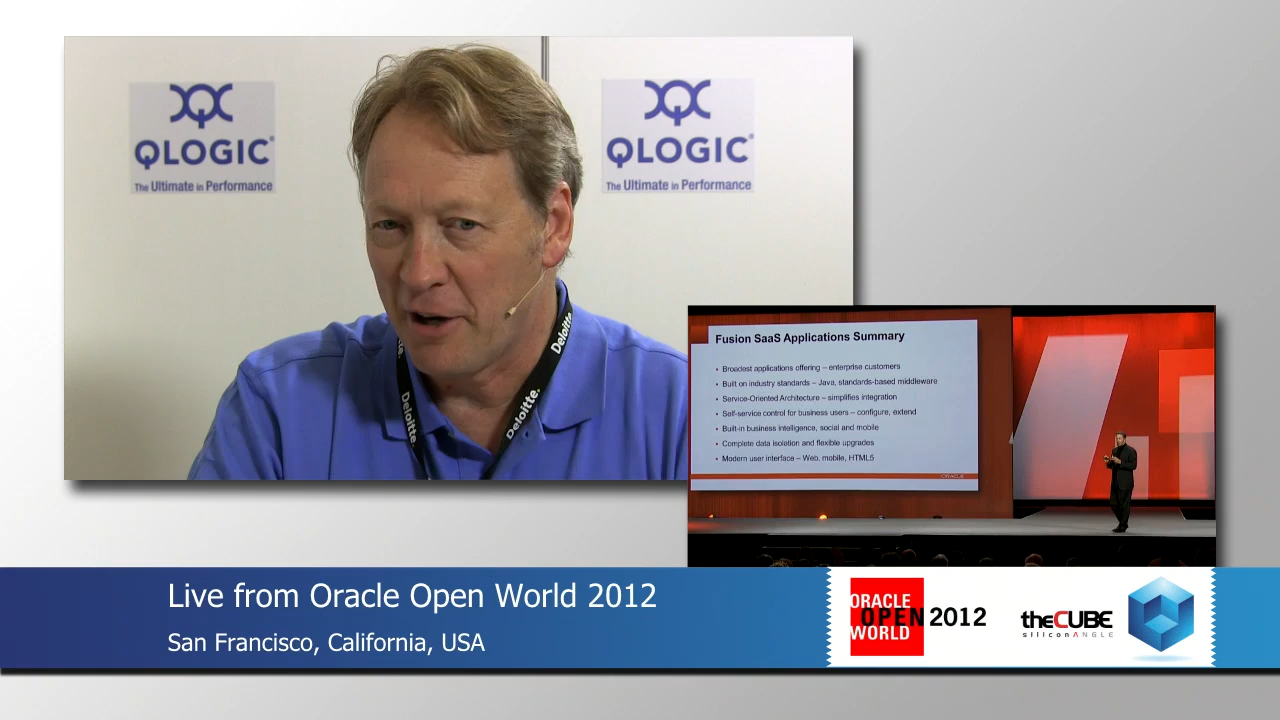 QLOGIC
The Ultimate in Performance
QLOGIC
The Ultimate in Performance
Deloitte.
Deloitte.
Deloitte.
Fusion SaaS Applications Summary
• Broadest applications offering – enterprise customers
• Built on industry standards – Java, standards-based middleware
• Service-Oriented Architecture – simplifies integration
• Self-service control for business users – configure, extend
• Built-in business intelligence, social and mobile
• Complete data isolation and flexible upgrades
• Modern user interface – Web, mobile, HTML5
ORACLE
Live from Oracle Open World 2012
San Francisco, California, USA
ORACLE
OPEN 2012
WORLD
theCUBE
siliconANGLE